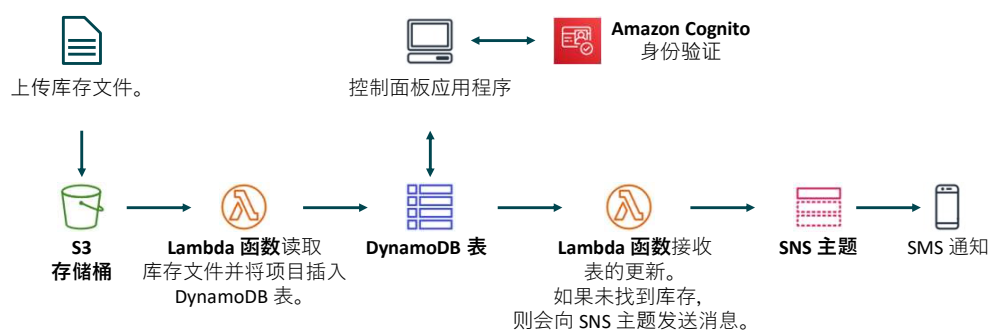 Amazon Cognito
身份验证
上传库存文件。
控制面板应用程序
S3
存储桶
Lambda 函数读取
库存文件并将项目插入
DynamoDB 表。
DynamoDB 表
Lambda 函数接收
表的更新。
如果未找到库存,
则会向 SNS 主题发送消息。
SNS 主题
SMS 通知